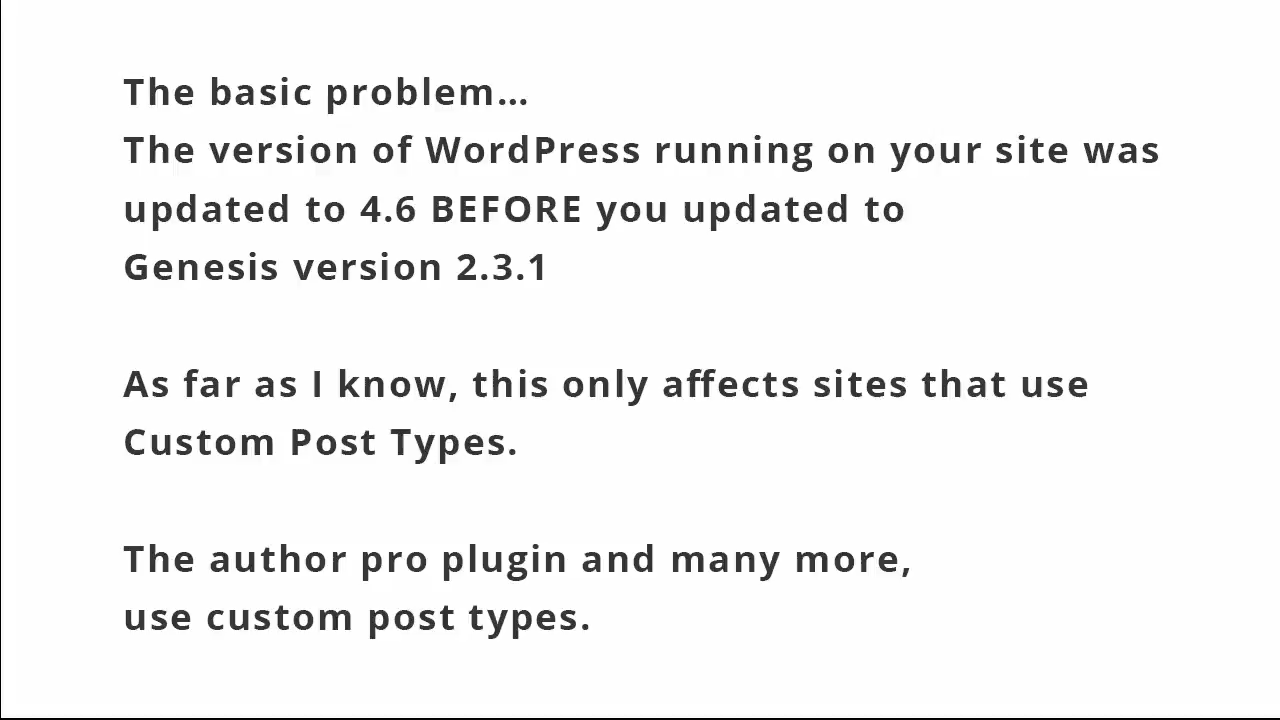 The basic problem...
The version of WordPress running on your site was
updated to 4.6 BEFORE you updated to
Genesis version 2.3.1
As far as I know, this only affects sites that use
Custom Post Types.
The author pro plugin and many more,
use custom post types.